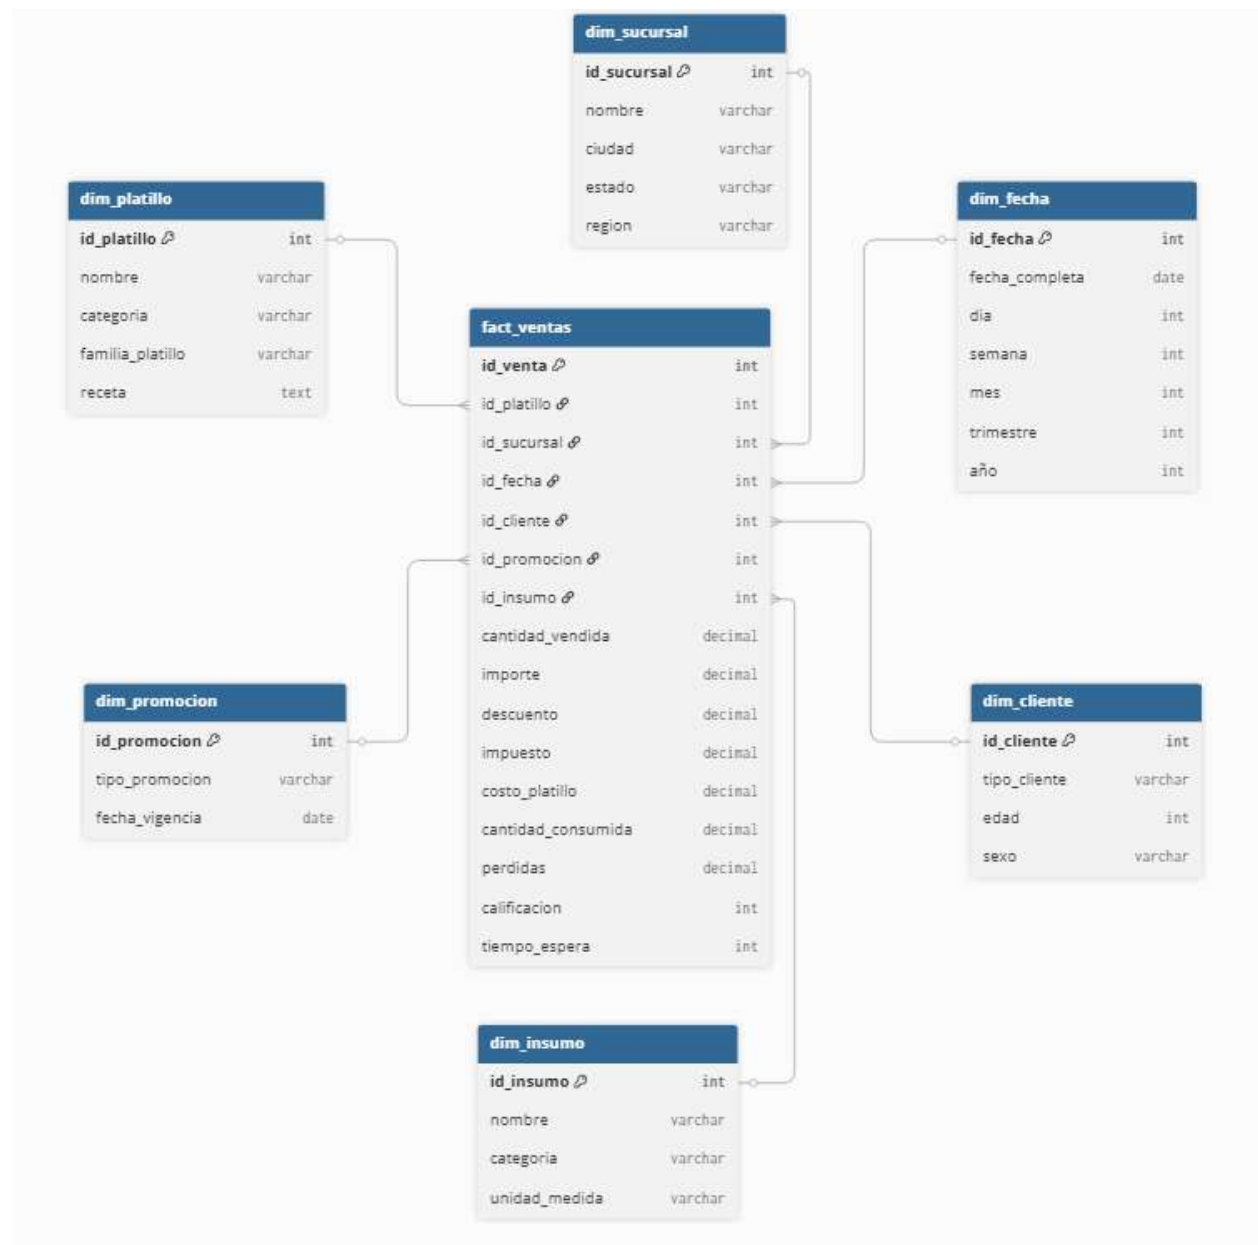 dim_sucursal
id_sucursal int
nombre varchar
ciudad varchar
estado varchar
region varchar
dim_platillo
id_platillo int
nombre varchar
categoria varchar
familia_platillo varchar
receta text
dim_fecha
id_fecha int
fecha_completa date
dia int
semana int
mes int
trimestre int
año int
fact_ventas
id_venta int
id_platillo int
id_sucursal int
id_fecha int
id_cliente int
id_promocion int
id_insumo int
cantidad_vendida decimal
importe decimal
descuento decimal
impuesto decimal
costo_platillo decimal
cantidad_consumida decimal
perdidas decimal
calificacion int
tiempo_espera int
dim_promocion
id_promocion int
tipo_promocion varchar
fecha_vigencia date
dim_cliente
id_cliente int
tipo_cliente varchar
edad int
sexo varchar
dim_insumo
id_insumo int
nombre varchar
categoria varchar
unidad_medida varchar